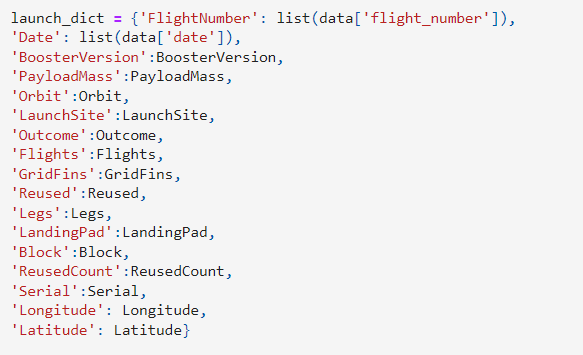 launch_dict = {'FlightNumber': list(data['flight_number']),
'Date': list(data['date']),
'BoosterVersion':BoosterVersion,
'PayloadMass':PayloadMass,
'Orbit':Orbit,
'LaunchSite':LaunchSite,
'Outcome':Outcome,
'Flights':Flights,
'GridFins':GridFins,
'Reused':Reused,
'Legs':Legs,
'LandingPad':LandingPad,
'Block':Block,
'ReusedCount':ReusedCount,
'Serial':Serial,
'Longitude': Longitude,
'Latitude': Latitude}